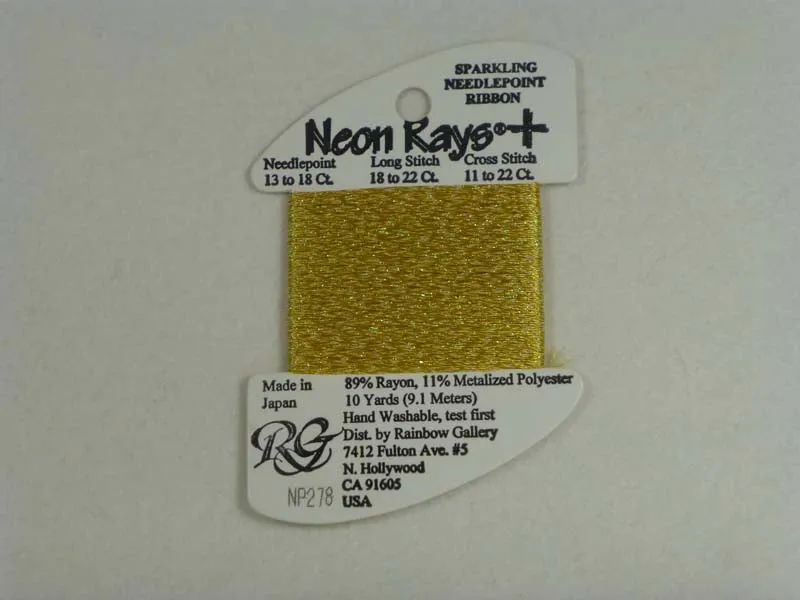 SPARKLING
NEEDLEPOINT
RIBBON
Neon Rays®+
Needlepoint Long Stitch Cross Stitch
13 to 18 Ct. 18 to 22 Ct. 11 to 22 Ct.
Made in
Japan
RG
NP278
89% Rayon, 11% Metalized Polyester
10 Yards (9.1 Meters)
Hand Washable, test first
Dist. by Rainbow Gallery
7412 Fulton Ave. #5
N. Hollywood
CA 91605
USA